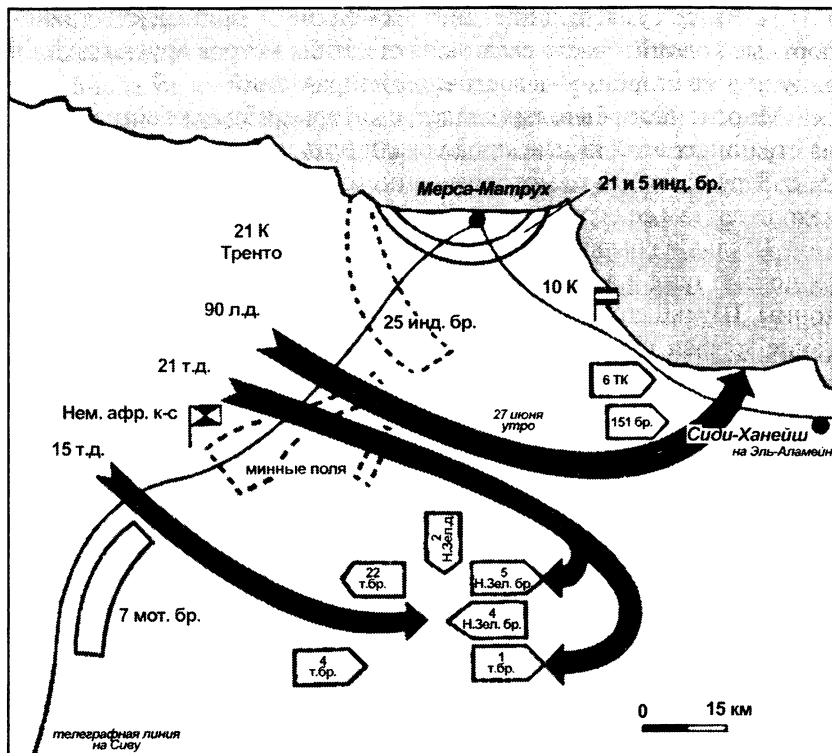 Мерса-Матрух
21 и 5 инд. бр.
21 К
Тренто
10 К
90 л.д.
25 инд. бр.
21 т.д.
6 ТК
27 июня
утро
151 бр.
Нем. афр. к-с
Сиди-Ханейш
на Эль-Аламейн
15 т.д.
минные поля
2
Н.Зел.д.
22
т.бр.
5
Н.Зел. бр.
4
Н.Зел. бр.
7 мот. бр.
4
т.бр.
1
т.бр.
0 15 км
телеграфная линия
на Сиву